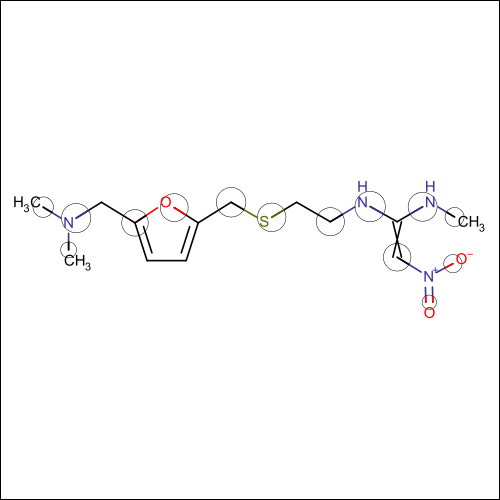 H H
H₃C O N N
N S CH₃
CH₃ N⁺ O⁻
O